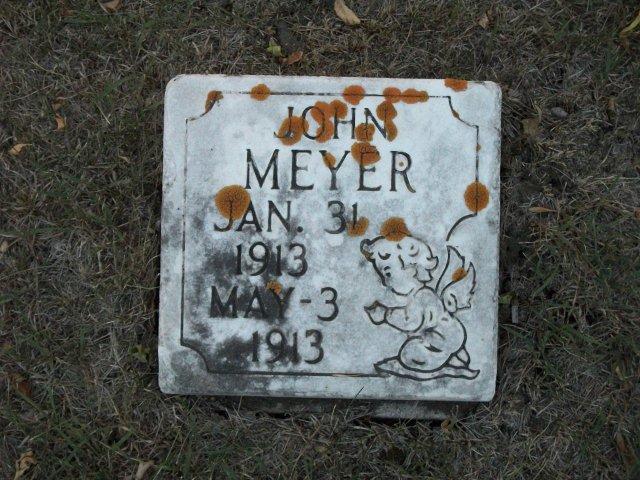 JOHN
MEYER
JAN. 31
1913
MAY - 3
1913